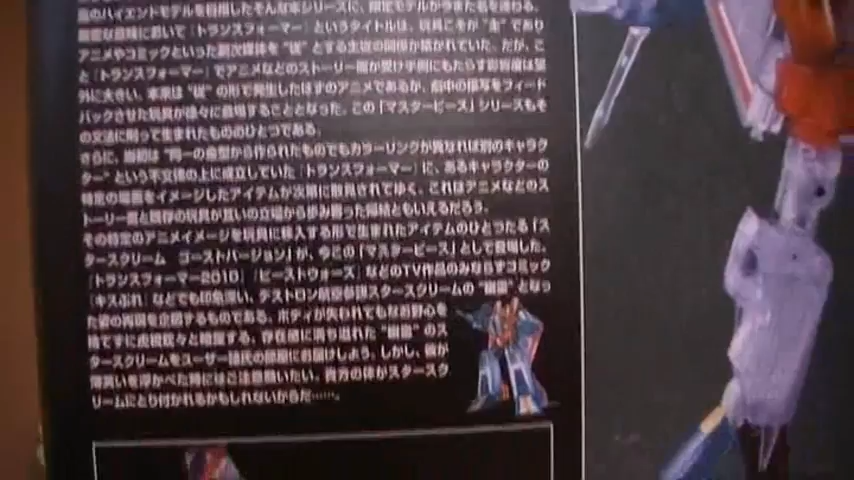 のハイエンドモデルを目指したそんな本シリーズに、限定モデルが今また名を連ねる。
において『トランスフォーマー』というタイトルは、玩具こそが“主”であり
アニメやコミックといった副次媒体を“従”とする主従の関係が築かれていた。だが、こ
と『トランスフォーマー』でアニメなどのストーリー面が受け手側にもたらす影響は
外に大きい。本来は“従”の形で発生したはずのアニメであるが、劇中の描写をフィード
バックさせた玩具が徐々に登場することとなった。この「マスターピース」シリーズもそ
の文法に則って生まれたもののひとつである。
さらに、当初は“同一の金型から作られたものでもカラーリングが異なれば別のキャラク
ター”という不文律の上に成立していた『トランスフォーマー』に、あるキャラクターの
特定の場面をイメージしたアイテムが次第に散見されてゆく。これはアニメなどのス
トーリー面と既存の玩具が互いの立場から歩み寄った帰結ともいえるだろう。
その特定のアニメイメージを玩具に移入する形で生まれたアイテムのひとつたる「ス
タースクリーム ゴーストバージョン」が、今この「マスターピース」として登場した。
『トランスフォーマー2010』『ビーストウォーズ』などのTV作品のみならずコミック
『キスぷれ』などでも印象深い、デストロン航空参謀スタースクリームの“幽霊”となっ
た姿の再現を企図するものである。ボディが失われてもなお野心を
捨てずに虎視眈々と暗躍する、存在感に満ち溢れた“幽霊”のス
タースクリームをユーザー諸氏の部屋にお届けしよう。しかし、彼が
薄笑いを浮かべた時にはご注意願いたい。貴方の体がスタースク
リームにとり付かれるかもしれないからだ……。